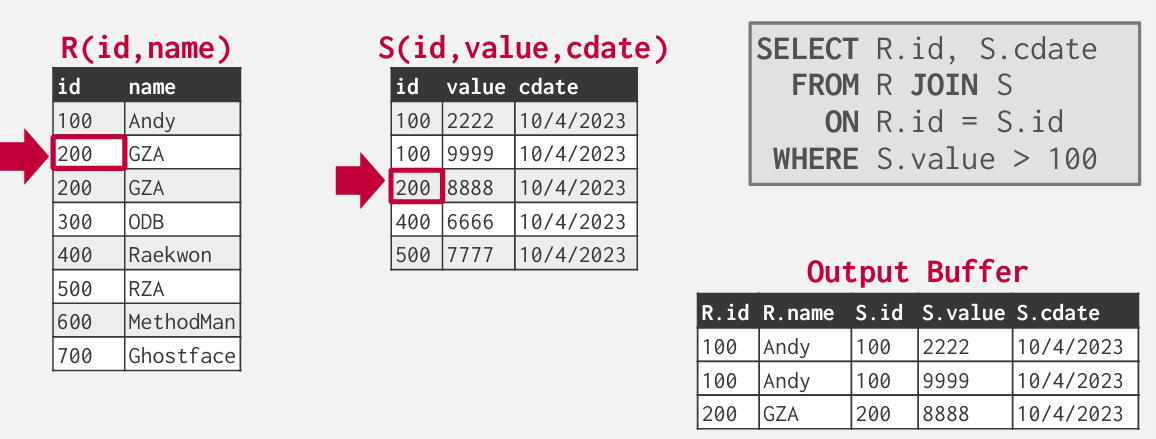 R(id,name)
id name
100 Andy
200 GZA
200 GZA
300 ODB
400 Raekwon
500 RZA
600 MethodMan
700 Ghostface
S(id,value,cdate)
id value cdate
100 2222 10/4/2023
100 9999 10/4/2023
200 8888 10/4/2023
400 6666 10/4/2023
500 7777 10/4/2023
SELECT R.id, S.cdate
FROM R JOIN S
ON R.id = S.id
WHERE S.value > 100
Output Buffer
R.id R.name S.id S.value S.cdate
100 Andy 100 2222 10/4/2023
100 Andy 100 9999 10/4/2023
200 GZA 200 8888 10/4/2023